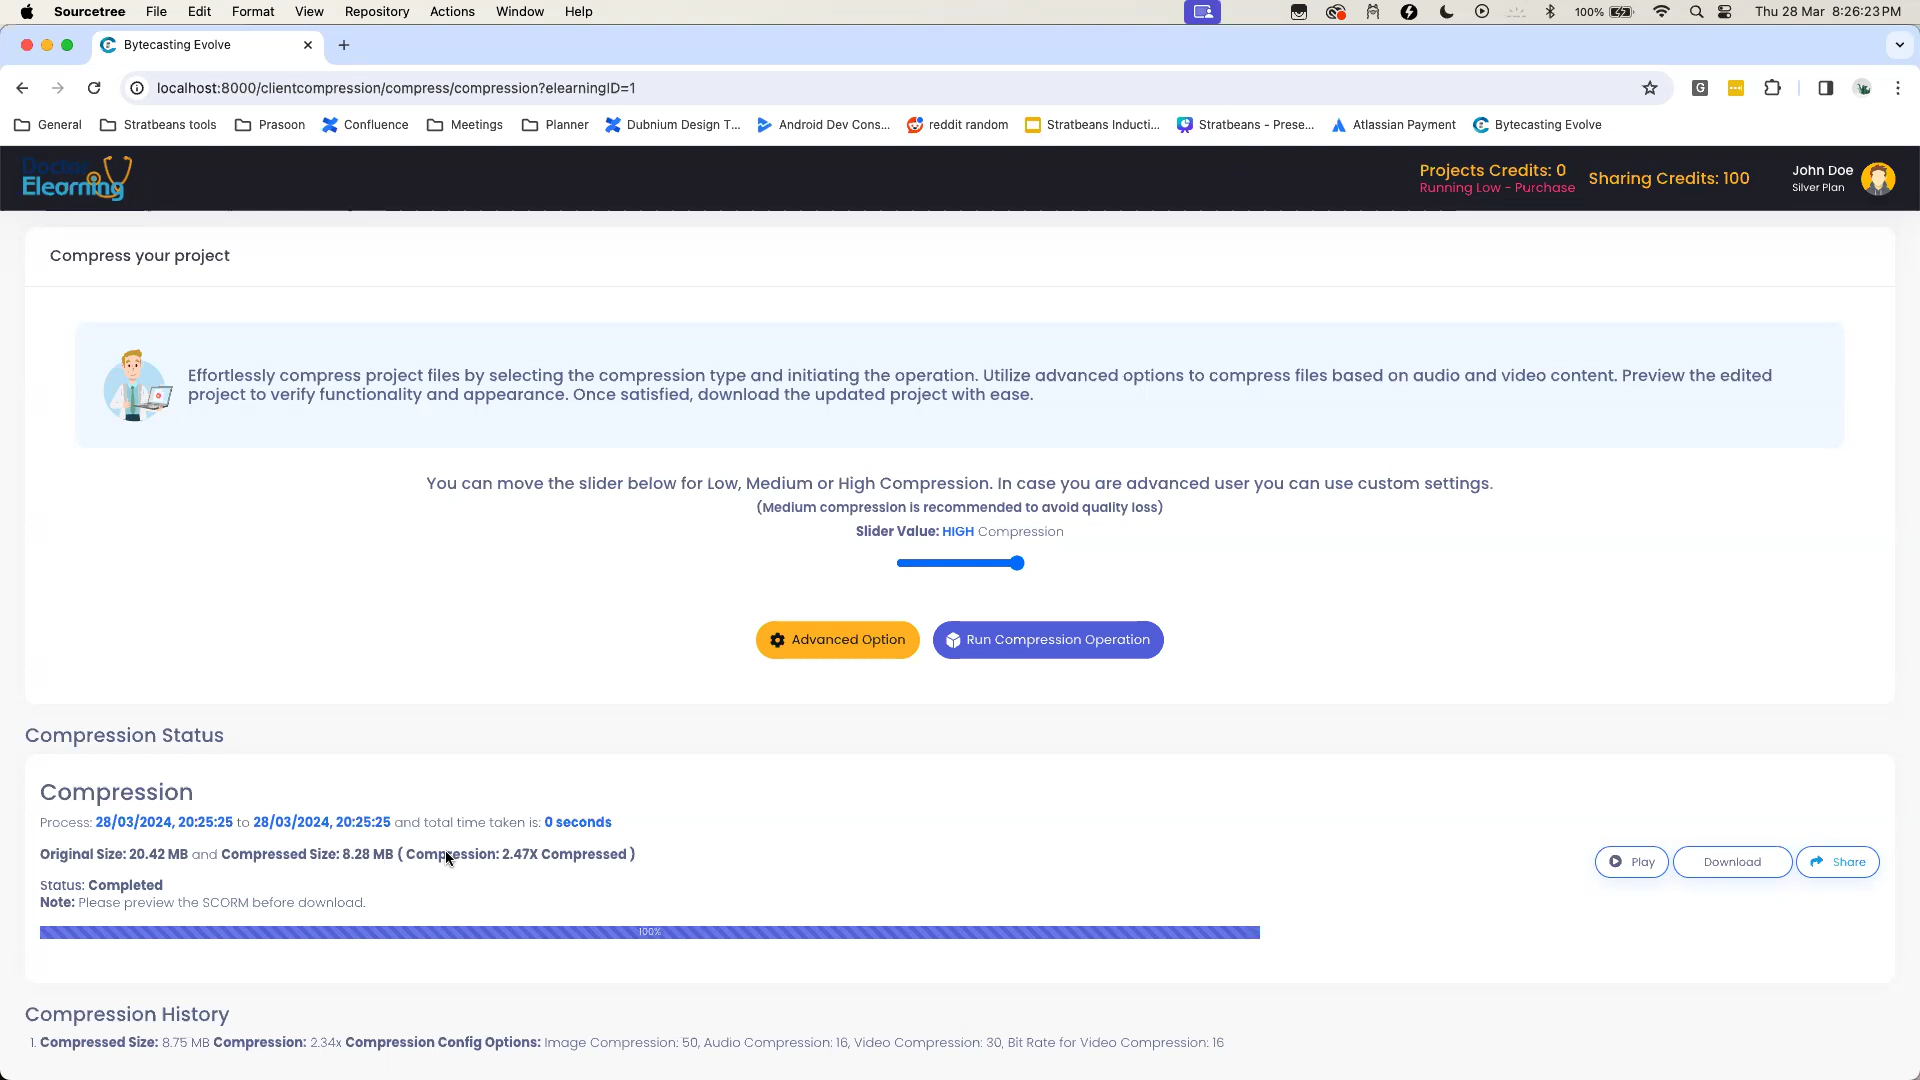 Sourcetree File Edit Format View Repository Actions Window Help 100% Thu 28 Mar 8:26:23 PM
Bytecasting Evolve
localhost:8000/clientcompression/compress/compression?elearningID=1
General Stratbeans tools Prasoon Confluence Meetings Planner Dubnium Design T... Android Dev Cons... reddit random Stratbeans Inducti... Stratbeans - Prese... Atlassian Payment Bytecasting Evolve
Doctor
Elearning
Projects Credits: 0
Running Low - Purchase
Sharing Credits: 100
John Doe
Silver Plan
Compress your project
Effortlessly compress project files by selecting the compression type and initiating the operation. Utilize advanced options to compress files based on audio and video content. Preview the edited
project to verify functionality and appearance. Once satisfied, download the updated project with ease.
You can move the slider below for Low, Medium or High Compression. In case you are advanced user you can use custom settings.
(Medium compression is recommended to avoid quality loss)
Slider Value: HIGH Compression
Advanced Option
Run Compression Operation
Compression Status
Compression
Process: 28/03/2024, 20:25:25 to 28/03/2024, 20:25:25 and total time taken is: 0 seconds
Original Size: 20.42 MB and Compressed Size: 8.28 MB ( Compression: 2.47X Compressed )
Play
Download
Share
Status: Completed
Note: Please preview the SCORM before download.
100%
Compression History
1. Compressed Size: 8.75 MB Compression: 2.34x Compression Config Options: Image Compression: 50, Audio Compression: 16, Video Compression: 30, Bit Rate for Video Compression: 16